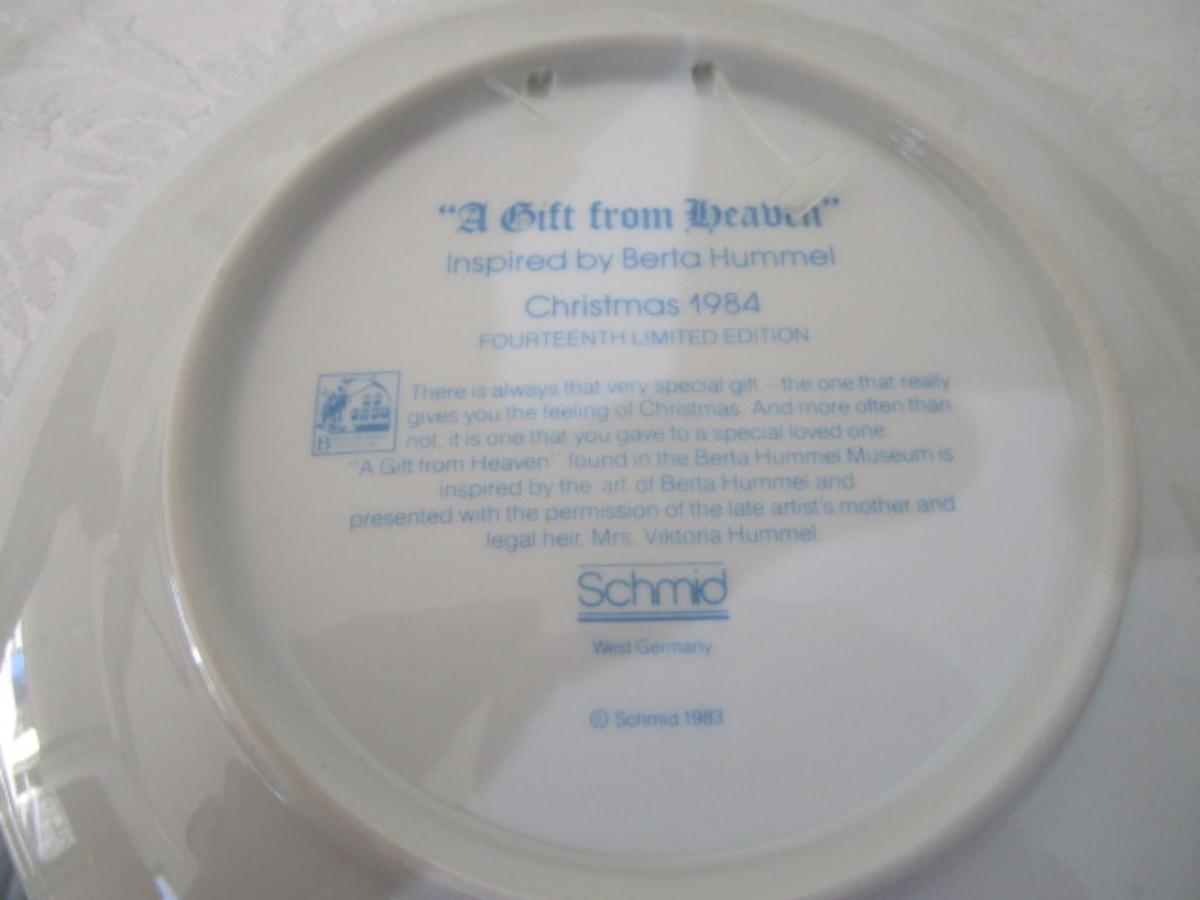 “A Gift from Heaven”
Inspired by Berta Hummel
Christmas 1984
FOURTEENTH LIMITED EDITION
There is always that very special gift – the one that really
gives you the feeling of Christmas. And more often than
not, it is one that you gave to a special loved one.
"A Gift from Heaven" found in the Berta Hummel Museum is
inspired by the art of Berta Hummel and
presented with the permission of the late artist's mother and
legal heir, Mrs. Viktoria Hummel.
Schmid
West Germany
© Schmid 1983